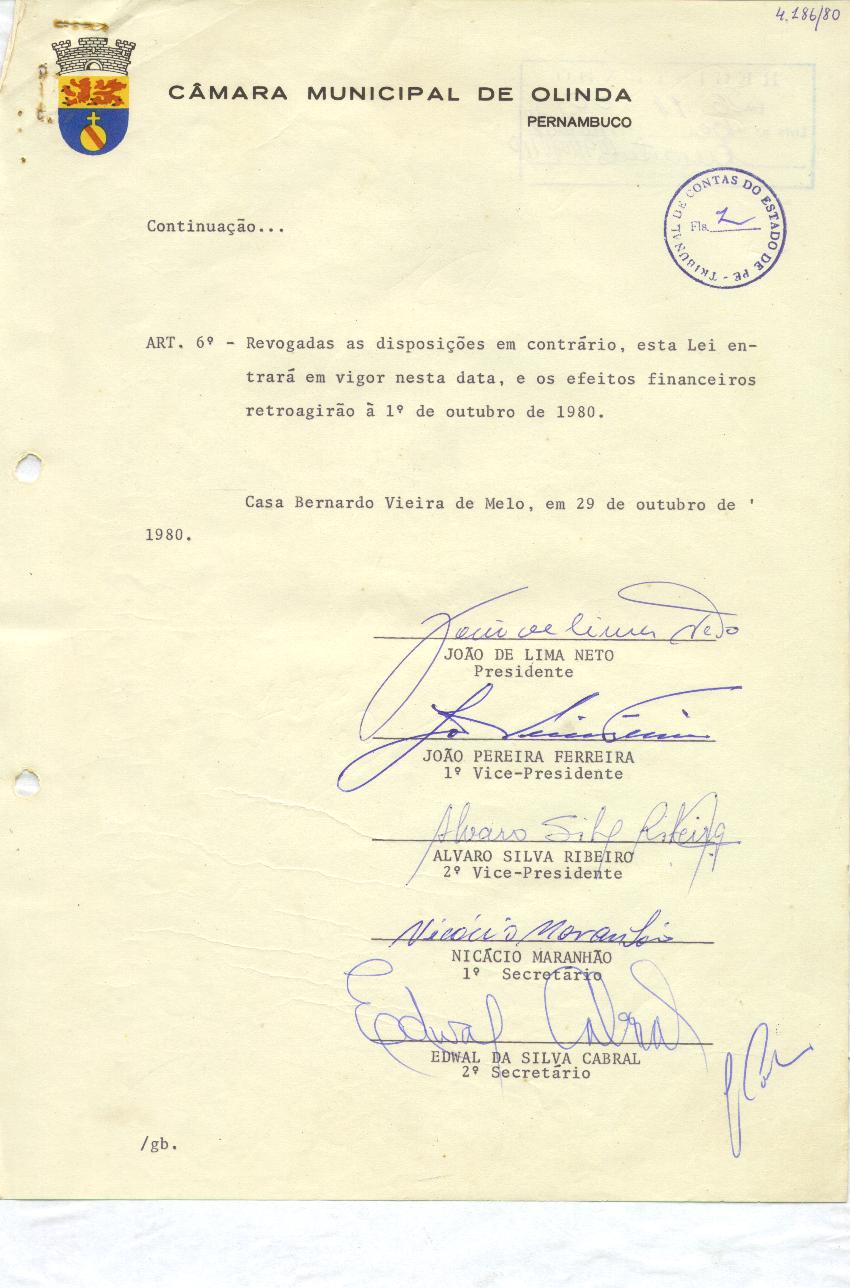 4.186/80
CÂMARA MUNICIPAL DE OLINDA
PERNAMBUCO
TRIBUNAL DE CONTAS DO ESTADO DE PE -
Fls. 2
Continuação...
ART. 6º - Revogadas as disposições em contrário, esta Lei en-
trará em vigor nesta data, e os efeitos financeiros
retroagirão à 1º de outubro de 1980.
Casa Bernardo Vieira de Melo, em 29 de outubro de '
1980.
João de Lima Neto
JOÃO DE LIMA NETO
Presidente
JOÃO PEREIRA FERREIRA
1º Vice-Presidente
Alvaro Silva Ribeiro
ALVARO SILVA RIBEIRO
2º Vice-Presidente
Nicácio Maranhão
NICÁCIO MARANHÃO
1º Secretário
Edwal Cabral
EDWAL DA SILVA CABRAL
2º Secretário
/gb.